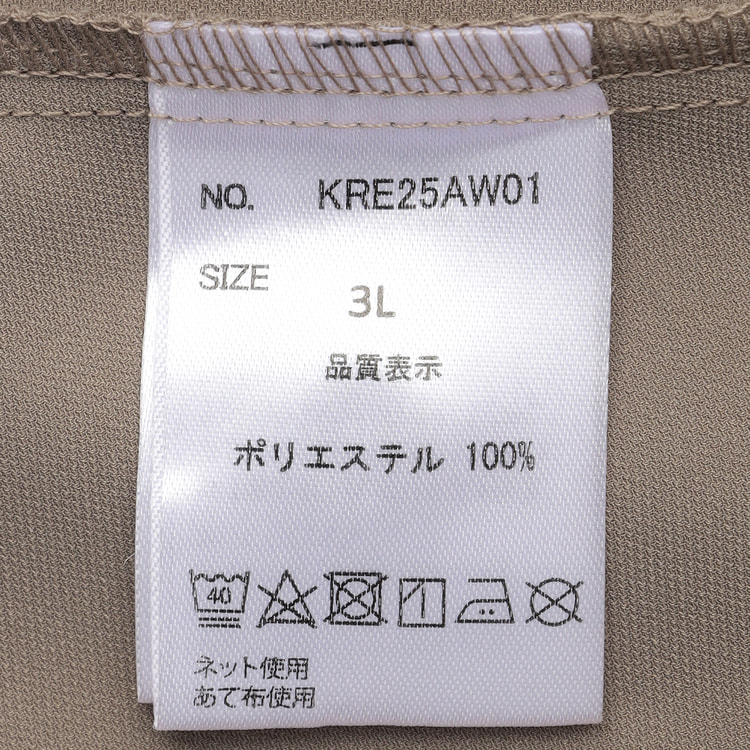 NO. KRE25AW01
SIZE
3L
品質表示
ポリエステル 100%
40
ネット使用
あて布使用